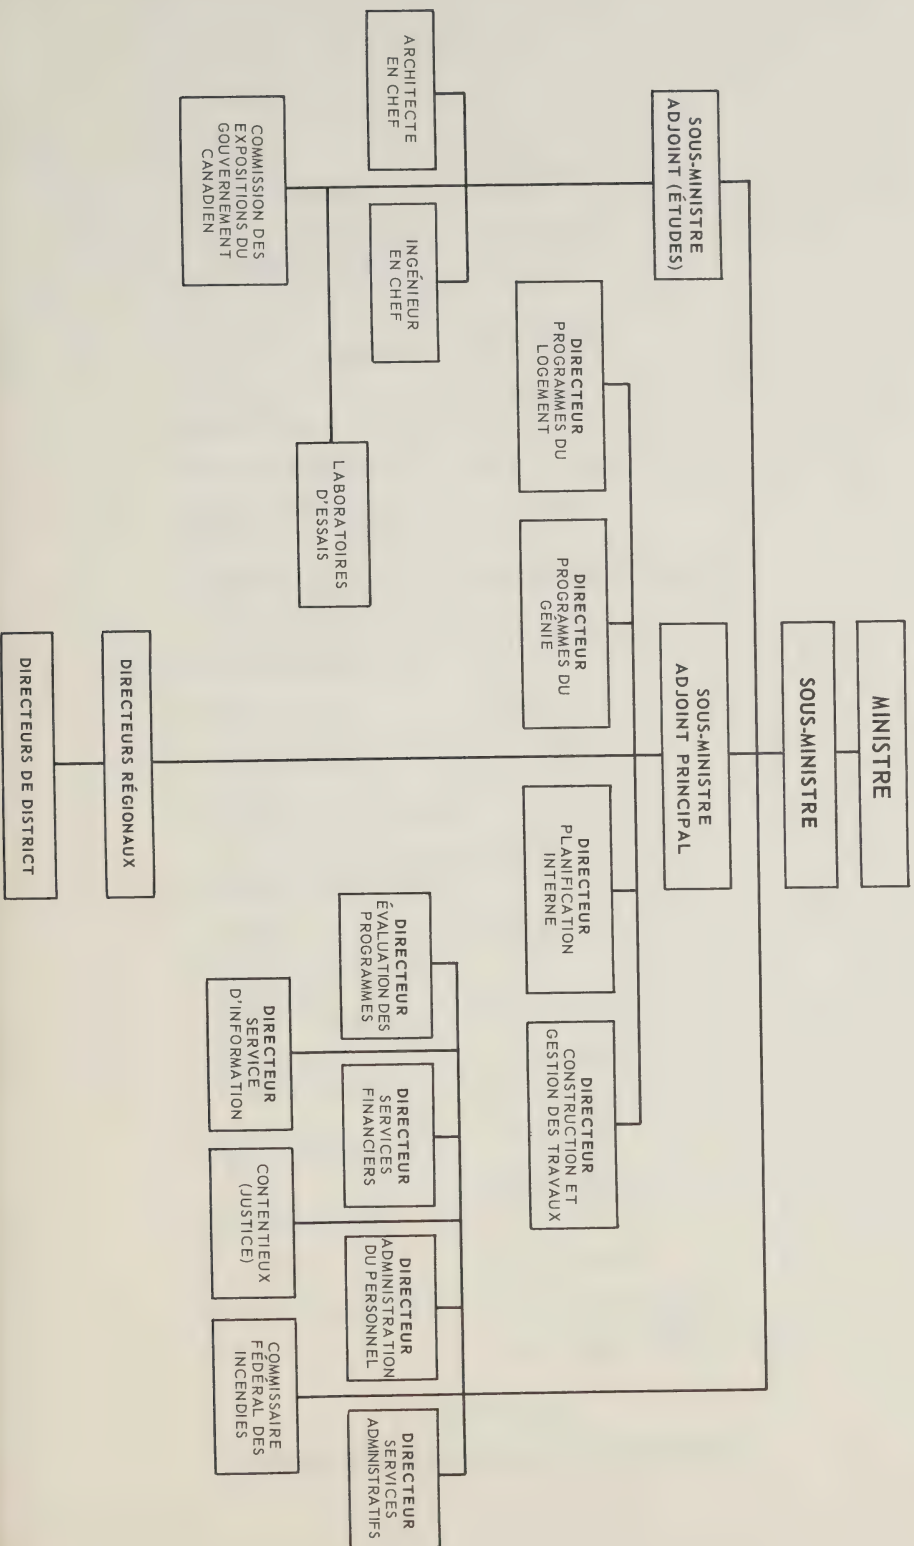 MINISTRE
SOUS-MINISTRE
SOUS-MINISTRE
ADJOINT (ÉTUDES)
SOUS-MINISTRE
ADJOINT PRINCIPAL
DIRECTEUR
PROGRAMMES DU
LOGEMENT
DIRECTEUR
PROGRAMMES DU
GÉNIE
DIRECTEUR
PLANIFICATION
INTERNE
DIRECTEUR
CONSTRUCTION ET
GESTION DES TRAVAUX
ARCHITECTE
EN CHEF
INGÉNIEUR
EN CHEF
LABORATOIRES
D'ESSAIS
COMMISSION DES
EXPOSITIONS DU
GOUVERNEMENT
CANADIEN
DIRECTEUR
ÉVALUATION DES
PROGRAMMES
DIRECTEUR
SERVICES
FINANCIERS
DIRECTEUR
ADMINISTRATION
DU PERSONNEL
DIRECTEUR
SERVICES
ADMINISTRATIFS
DIRECTEUR
SERVICE
D'INFORMATION
CONTENTIEUX
(JUSTICE)
COMMISSAIRE
FÉDÉRAL DES
INCENDIES
DIRECTEURS RÉGIONAUX
DIRECTEURS DE DISTRICT